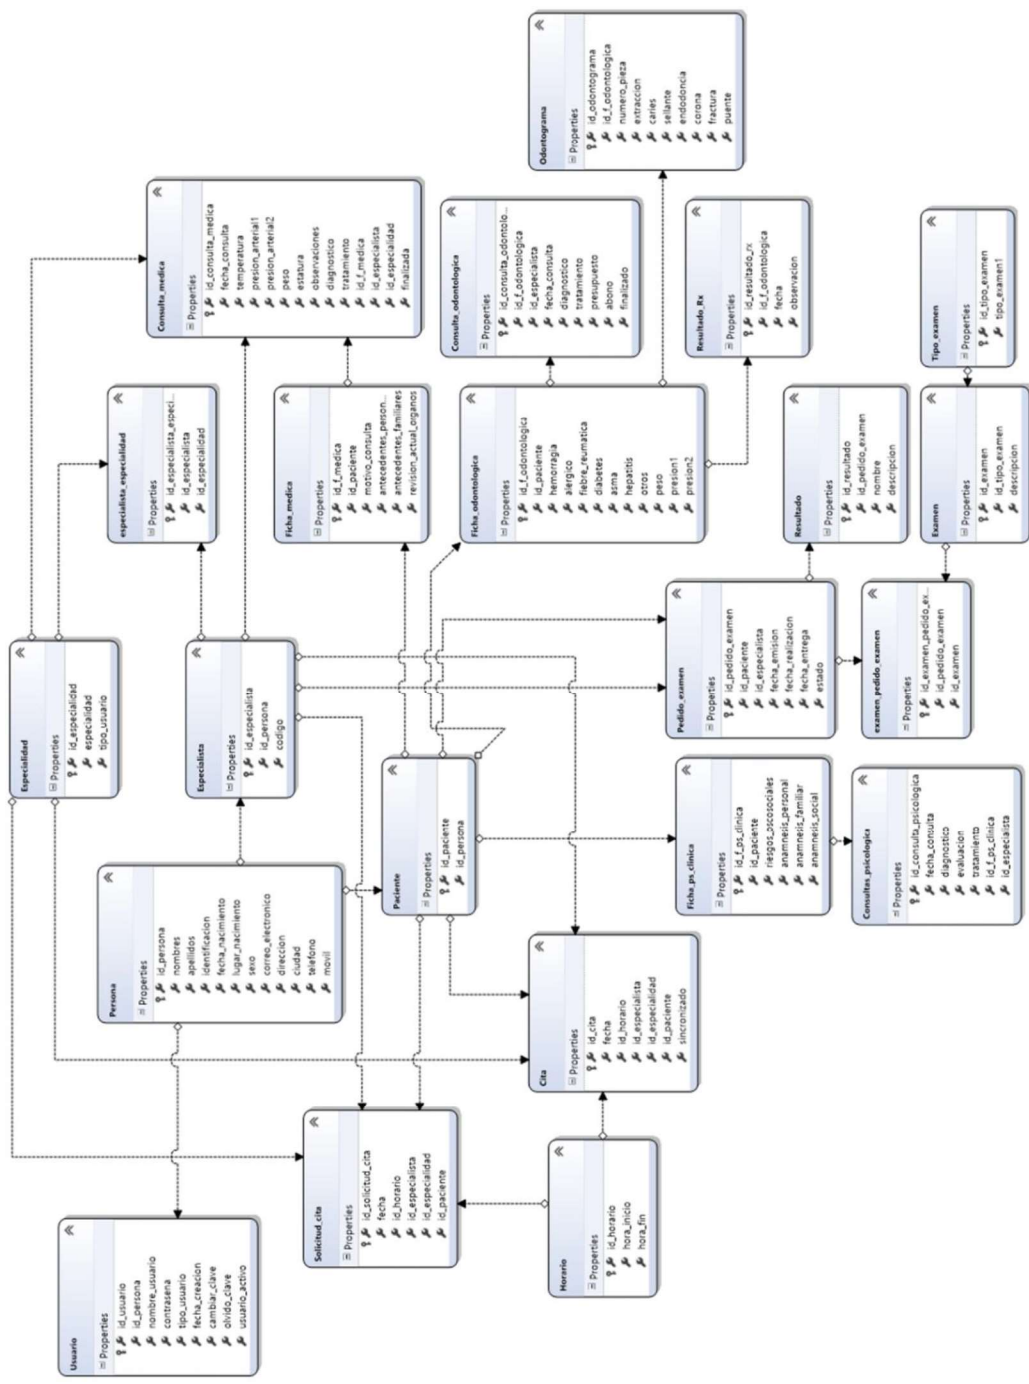 Usuario
Properties
id_usuario
id_persona
nombre_usuario
contrasena
tipo_usuario
fecha_creacion
cambiar_clave
olvido_clave
usuario_activo
Persona
Properties
id_persona
nombres
apellidos
identificacion
fecha_nacimiento
lugar_nacimiento
sexo
correo_electronico
direccion
ciudad
telefono
movil
Especialidad
Properties
id_especialidad
especialidad
tipo_usuario
Especialista
Properties
id_especialista
id_persona
codigo
especialista_especialidad
Properties
id_especialista_especi...
id_especialista
id_especialidad
Consulta_medica
Properties
id_consulta_medica
fecha_consulta
temperatura
presion_arterial1
presion_arterial2
peso
estatura
observaciones
diagnostico
tratamiento
id_f_medica
id_especialista
id_especialidad
finalizada
Solicitud_cita
Properties
id_solicitud_cita
fecha
id_horario
id_especialista
id_especialidad
id_paciente
Paciente
Properties
id_paciente
id_persona
Ficha_medica
Properties
id_f_medica
id_paciente
motivo_consulta
antecedentes_person...
antecedentes_familiares
revision_actual_organos
Consulta_odontologica
Properties
id_consulta_odontolo...
id_f_odontologica
id_especialista
fecha_consulta
diagnostico
tratamiento
presupuesto
abono
finalizado
Odontograma
Properties
id_odontograma
id_f_odontologica
numero_pieza
extraccion
caries
sellante
endodoncia
corona
fractura
puente
Ficha_odontologica
Properties
id_f_odontologica
id_paciente
hemorragia
alergico
fiebre_reumatica
diabetes
asma
hepatitis
otros
peso
presion1
presion2
Resultado_Rx
Properties
id_resultado_rx
id_f_odontologica
fecha
observacion
Horario
Properties
id_horario
hora_inicio
hora_fin
Cita
Properties
id_cita
fecha
id_horario
id_especialista
id_especialidad
id_paciente
sincronizado
Ficha_ps_clinica
Properties
id_f_ps_clinica
id_paciente
riesgos_pscosociales
anamnesis_personal
anamnesis_familiar
anamnesis_social
Pedido_examen
Properties
id_pedido_examen
id_paciente
id_especialista
fecha_emision
fecha_realizacion
fecha_entrega
estado
Resultado
Properties
id_resultado
id_pedido_examen
nombre
descripcion
Consultas_psicologica
Properties
id_consulta_psicologica
fecha_consulta
diagnostico
evaluacion
tratamiento
id_f_ps_clinica
id_especialista
examen_pedido_examen
Properties
id_examen_pedido_ex...
id_pedido_examen
id_examen
Examen
Properties
id_examen
id_tipo_examen
descripcion
Tipo_examen
Properties
id_tipo_examen
tipo_examen1